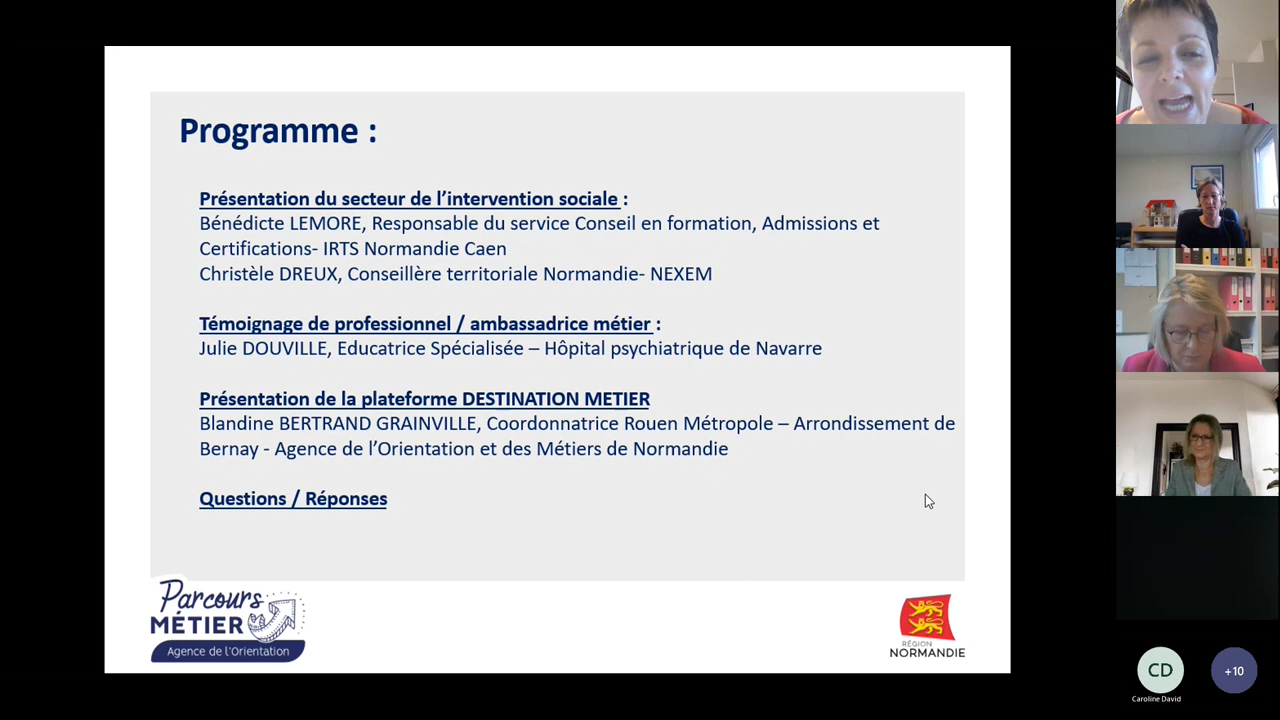 Programme :
Présentation du secteur de l’intervention sociale :
Bénédicte LEMORE, Responsable du service Conseil en formation, Admissions et
Certifications- IRTS Normandie Caen
Christèle DREUX, Conseillère territoriale Normandie- NEXEM
Témoignage de professionnel / ambassadrice métier :
Julie DOUVILLE, Educatrice Spécialisée – Hôpital psychiatrique de Navarre
Présentation de la plateforme DESTINATION METIER
Blandine BERTRAND GRAINVILLE, Coordonnatrice Rouen Métropole – Arrondissement de
Bernay - Agence de l’Orientation et des Métiers de Normandie
Questions / Réponses
Parcours
MÉTIER
Agence de l’Orientation
RÉGION
NORMANDIE
CD
+10
Caroline David